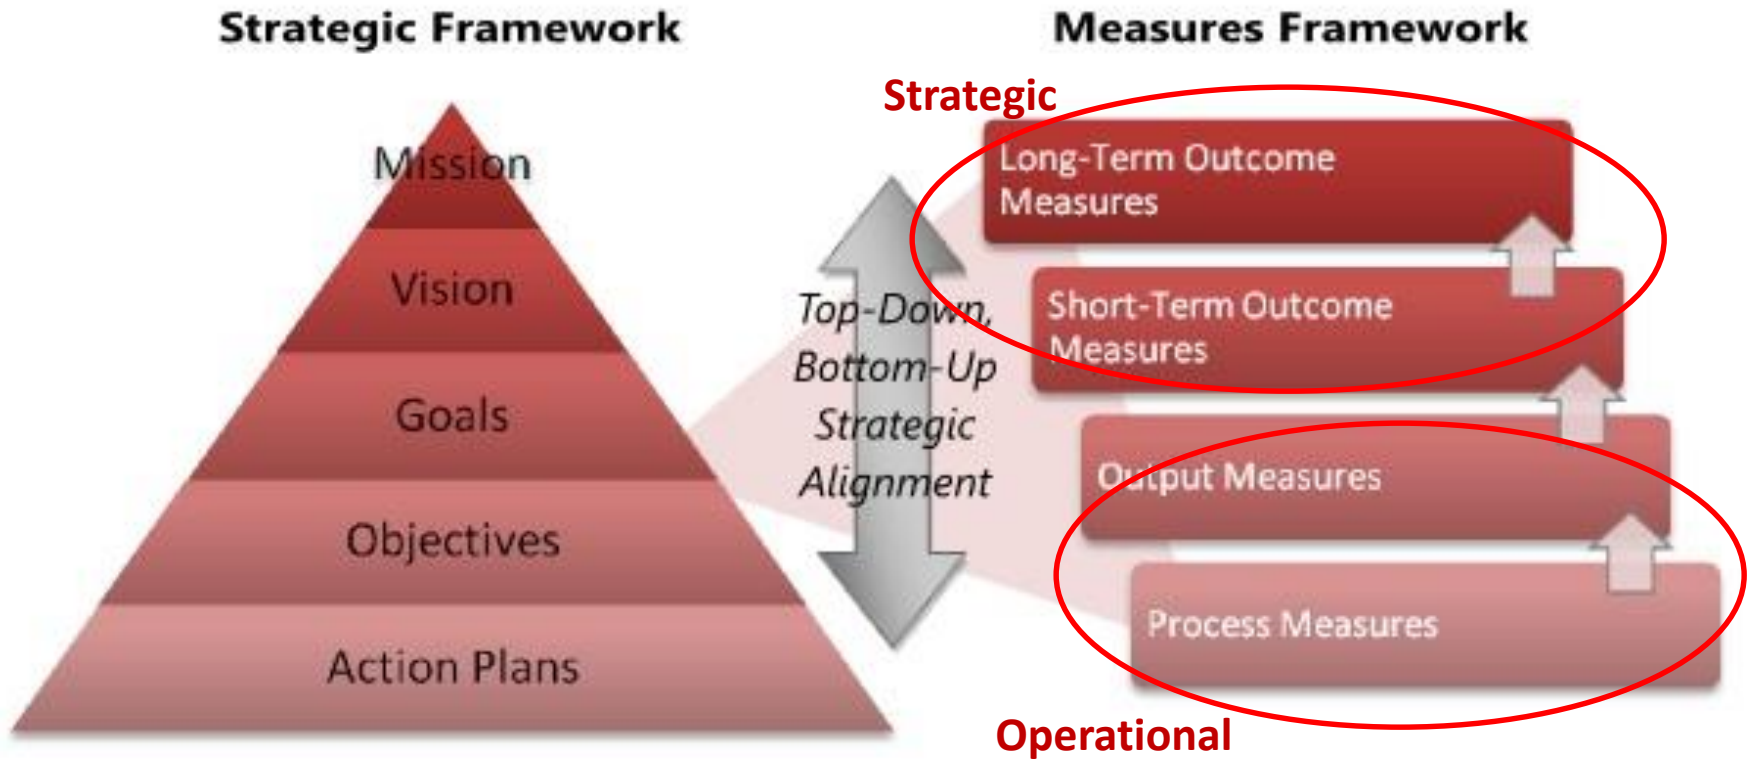 Strategic Framework
Mission
Vision
Goals
Objectives
Action Plans
Top-Down,
Bottom-Up
Strategic
Alignment
Measures Framework
Strategic
Long-Term Outcome
Measures
Short-Term Outcome
Measures
Output Measures
Process Measures
Operational